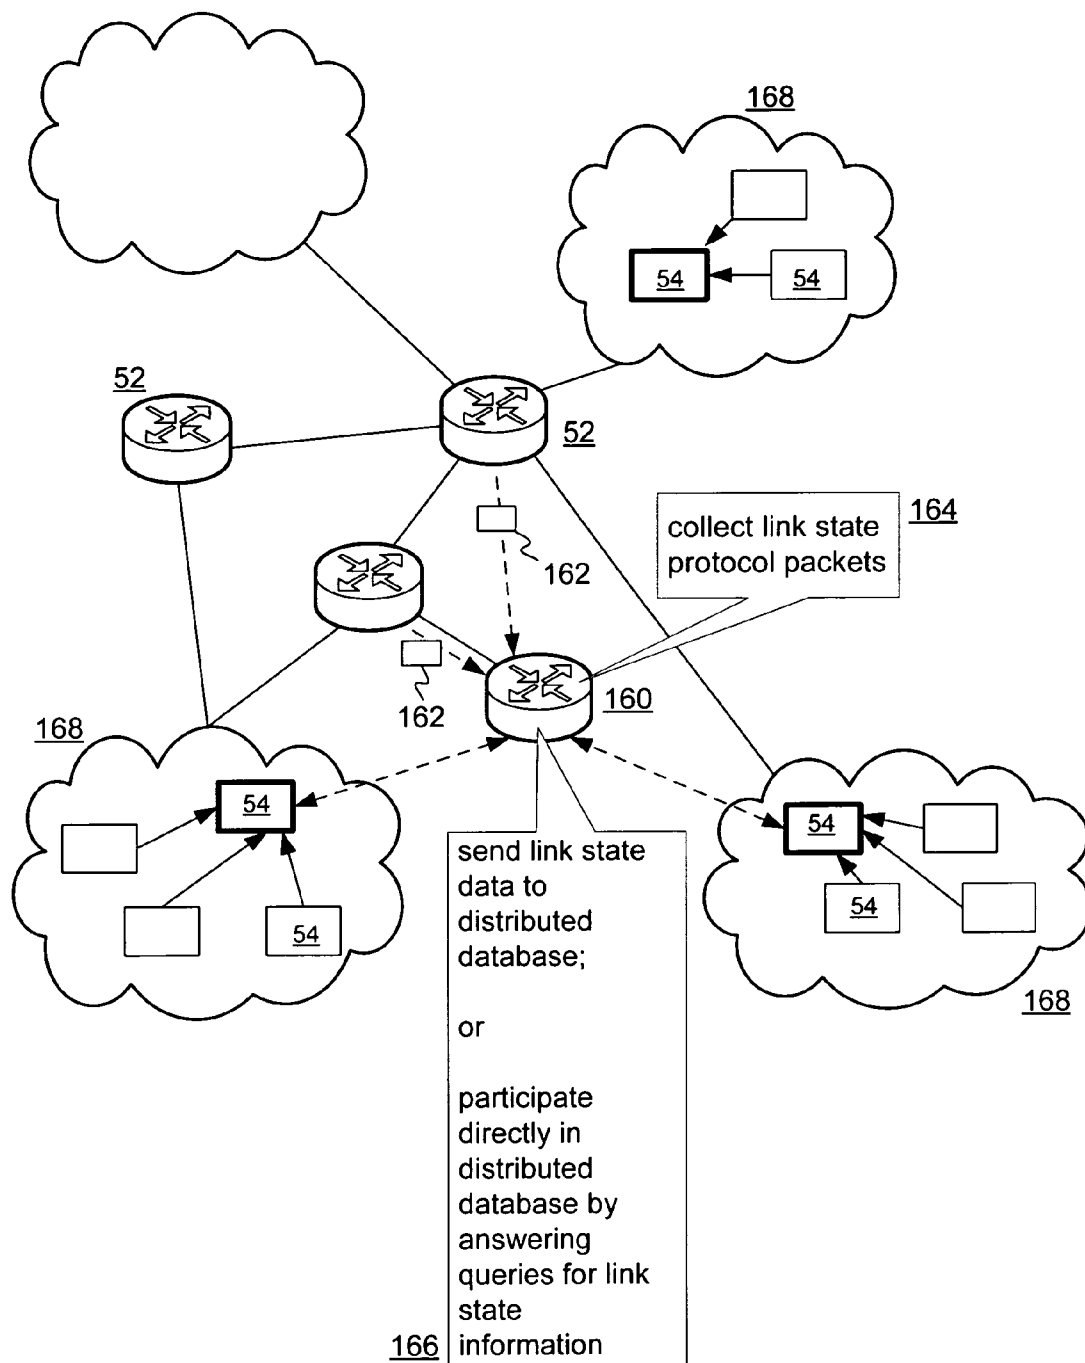 168
54
54
52
52
collect link state
protocol packets
164
162
162
160
168
54
54
54
54
168
send link state
data to
distributed
database;
or
participate
directly in
distributed
database by
answering
queries for link
state
information
166